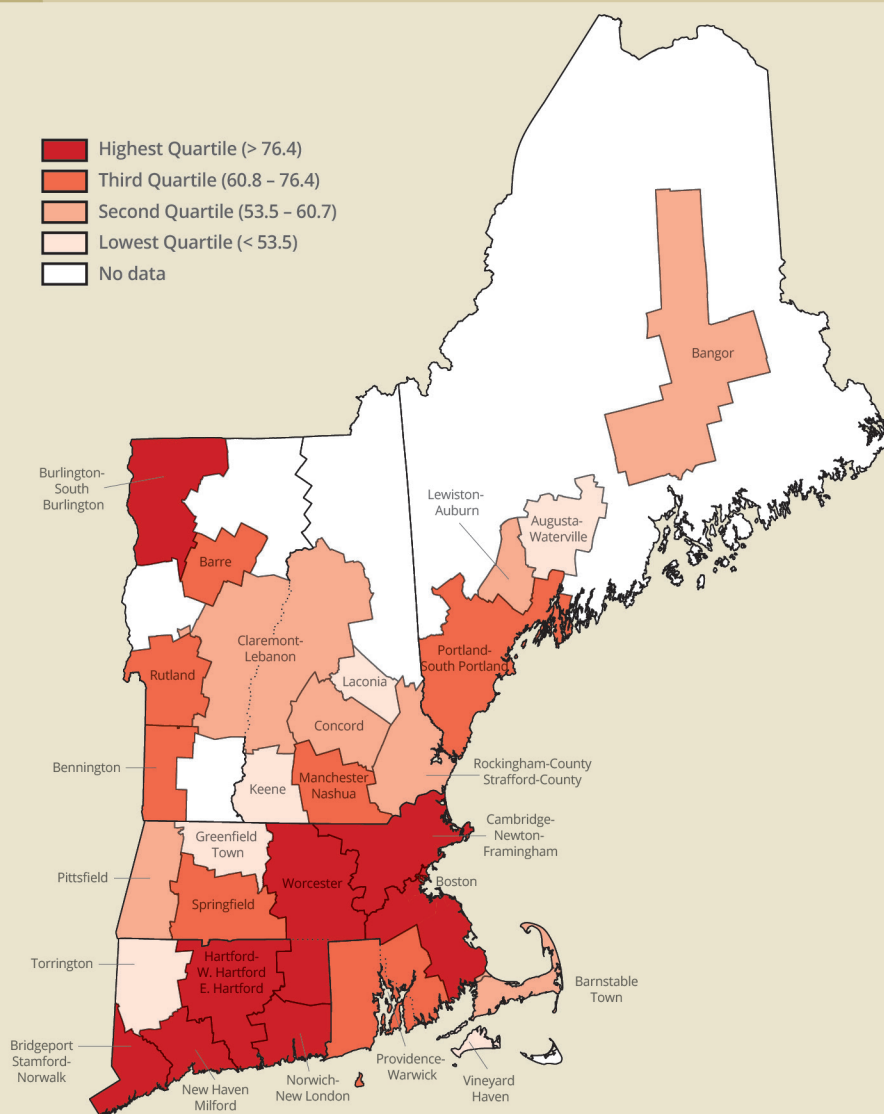 Highest Quartile (> 76.4)
Third Quartile (60.8 – 76.4)
Second Quartile (53.5 – 60.7)
Lowest Quartile (< 53.5)
No data
Bangor
Burlington-
South
Burlington
Lewiston-
Auburn
Augusta-
Waterville
Barre
Claremont-
Lebanon
Portland-
South Portland
Rutland
Laconia
Concord
Bennington
Keene
Manchester
Nashua
Rockingham-County
Strafford-County
Greenfield
Town
Cambridge-
Newton-
Framingham
Pittsfield
Worcester
Boston
Springfield
Torrington
Hartford-
W. Hartford
E. Hartford
Barnstable
Town
Bridgeport
Stamford-
Norwalk
New Haven
Milford
Norwich-
New London
Providence-
Warwick
Vineyard
Haven